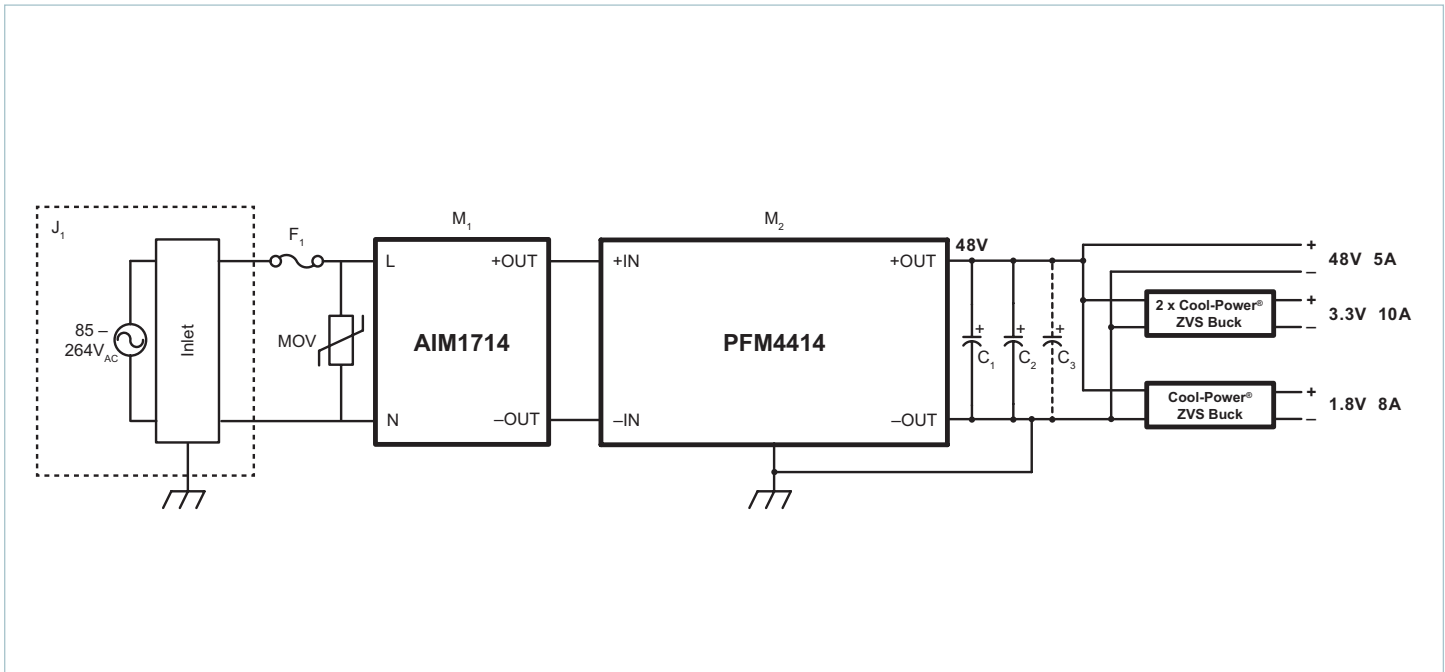 J1
85 –
264VAC
Inlet
F1
MOV
M1
L
+OUT
AIM1714
N
–OUT
M2
+IN
+OUT
PFM4414
–IN
–OUT
48V
+
C1
+
C2
+
C3
+
–
48V 5A
2 x Cool-Power®
ZVS Buck
+
–
3.3V 10A
Cool-Power®
ZVS Buck
+
–
1.8V 8A